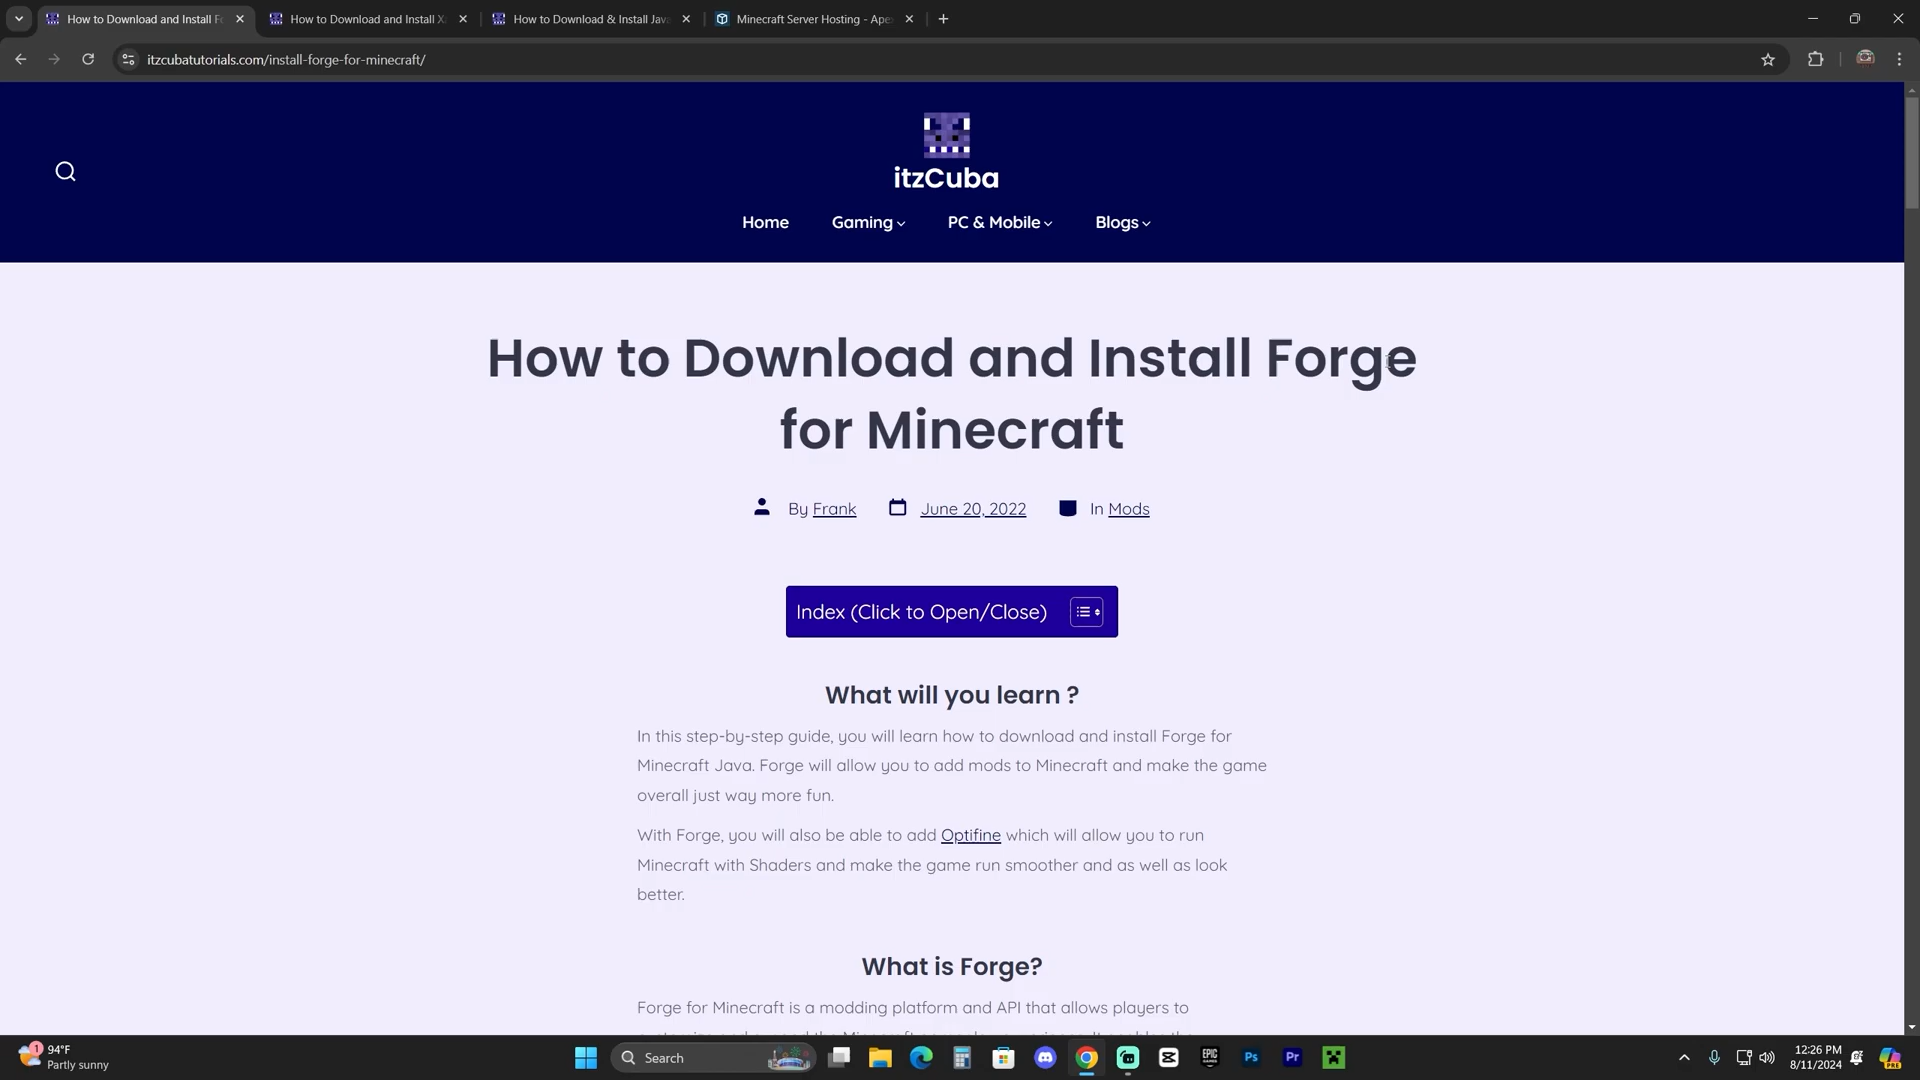 How to Download and Install F
How to Download and Install X
How to Download & Install Java
Minecraft Server Hosting - Ape
itzcubatutorials.com/install-forge-for-minecraft/
itzCuba
Home
Gaming
PC & Mobile
Blogs
How to Download and Install Forge
for Minecraft
By Frank
June 20, 2022
In Mods
Index (Click to Open/Close)
What will you learn ?
In this step-by-step guide, you will learn how to download and install Forge for
Minecraft Java. Forge will allow you to add mods to Minecraft and make the game
overall just way more fun.
With Forge, you will also be able to add Optifine which will allow you to run
Minecraft with Shaders and make the game run smoother and as well as look
better.
What is Forge?
Forge for Minecraft is a modding platform and API that allows players to
1
94°F
Partly sunny
Search
EPIC
GAMES
Ps
Pr
12:26 PM
8/11/2024
PRE